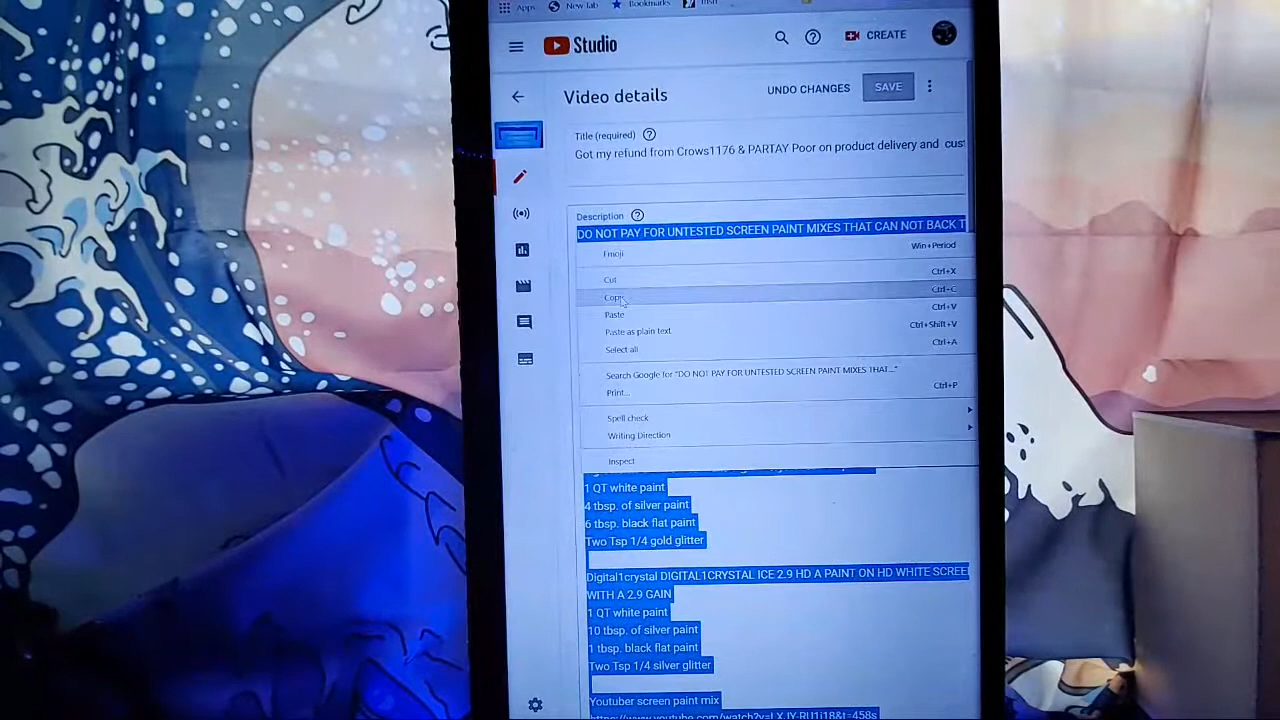 Apps New Tab Bookmarks
Studio
CREATE
Video details
UNDO CHANGES
SAVE
Title (required)
Got my refund from Crows1176 & PARTAY Poor on product delivery and cus
Description
DO NOT PAY FOR UNTESTED SCREEN PAINT MIXES THAT CAN NOT BACK T
Emoji Win+Period
Cut Ctrl+X
Copy Ctrl+C
Paste Ctrl+V
Paste as plain text Ctrl+Shift+V
Select all Ctrl+A
Search Google for "DO NOT PAY FOR UNTESTED SCREEN PAINT MIXES THAT..."
Print... Ctrl+P
Spell check
Writing Direction
Inspect
1 QT white paint
4 tbsp. of silver paint
6 tbsp. black flat paint
Two Tsp 1/4 gold glitter
Digital1crystal DIGITAL1CRYSTAL ICE 2.9 HD A PAINT ON HD WHITE SCREE
WITH A 2.9 GAIN
1 QT white paint
10 tbsp. of silver paint
1 tbsp. black flat paint
Two Tsp 1/4 silver glitter
Youtuber screen paint mix